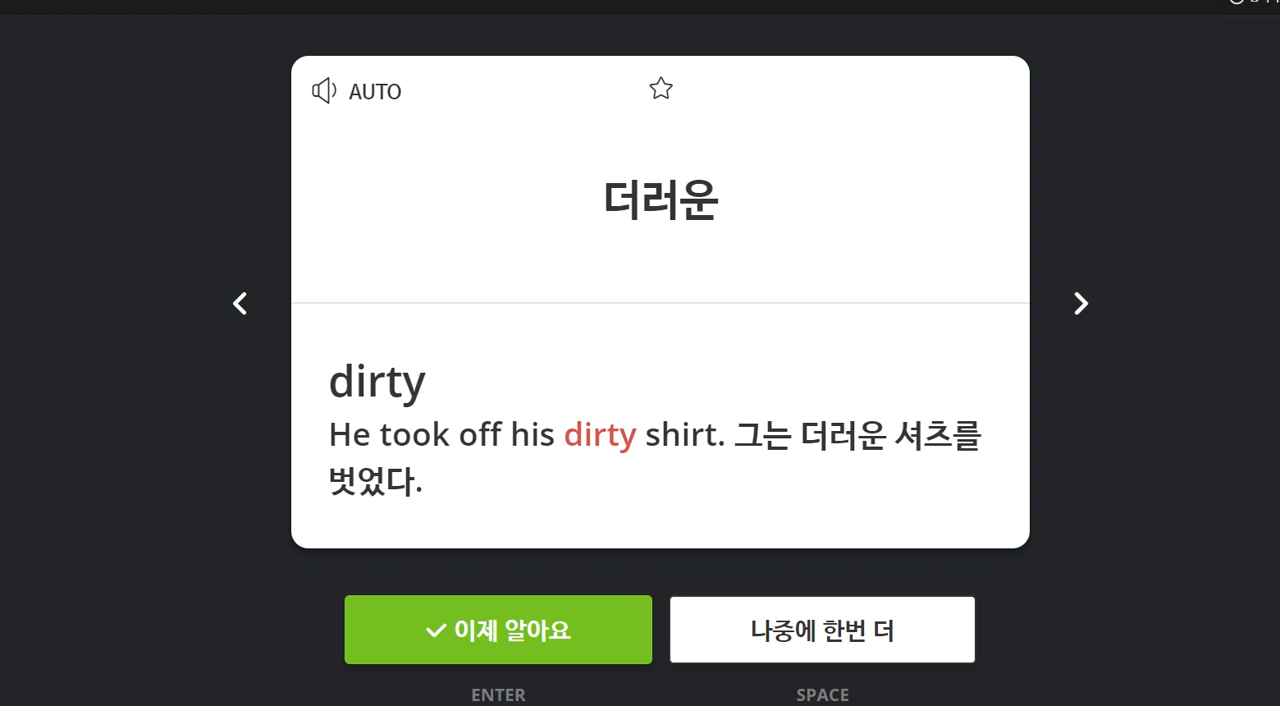 AUTO
더러운
dirty
He took off his dirty shirt. 그는 더러운 셔츠를
벗었다.
이제 알아요
나중에 한번 더
ENTER
SPACE